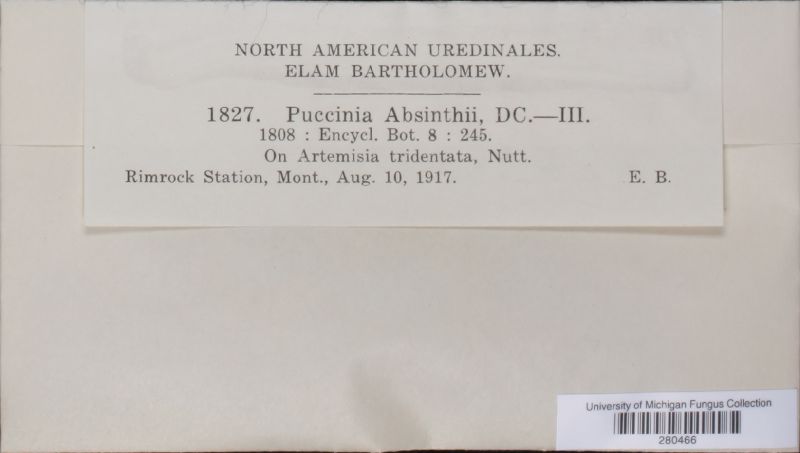 NORTH AMERICAN UREDINALES.
ELAM BARTHOLOMEW.
1827. Puccinia Absinthii, DC.—III.
1808 : Encycl. Bot. 8 : 245.
On Artemisia tridentata, Nutt.
Rimrock Station, Mont., Aug. 10, 1917. E. B.
University of Michigan Fungus Collection
280466